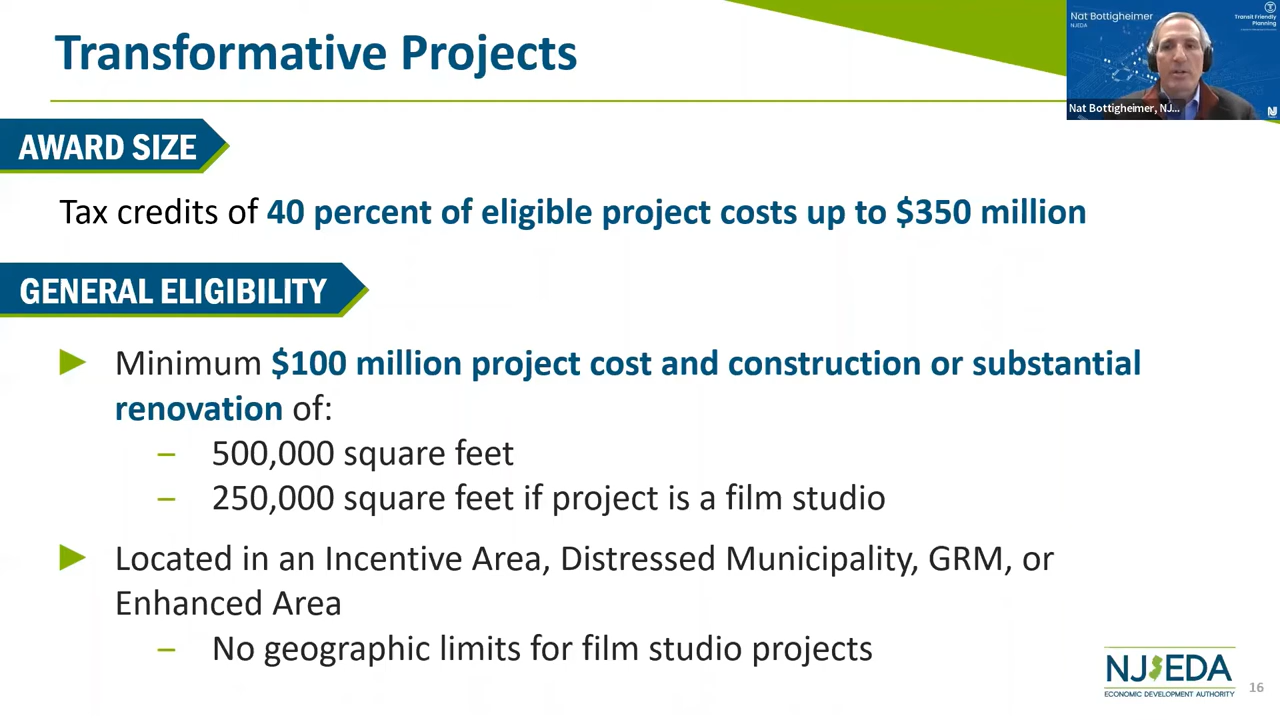 Transformative Projects
Nat Bottigheimer
NJEDA
Transit Friendly
Planning
Nat Bottigheimer, NJ...
AWARD SIZE
Tax credits of 40 percent of eligible project costs up to $350 million
GENERAL ELIGIBILITY
► Minimum $100 million project cost and construction or substantial
renovation of:
– 500,000 square feet
– 250,000 square feet if project is a film studio
► Located in an Incentive Area, Distressed Municipality, GRM, or
Enhanced Area
– No geographic limits for film studio projects
NJEDA
ECONOMIC DEVELOPMENT AUTHORITY
16